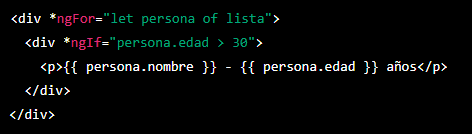 <div *ngFor="let persona of lista">
  <div *ngIf="persona.edad > 30">
    <p>{{ persona.nombre }} - {{ persona.edad }} años</p>
  </div>
</div>